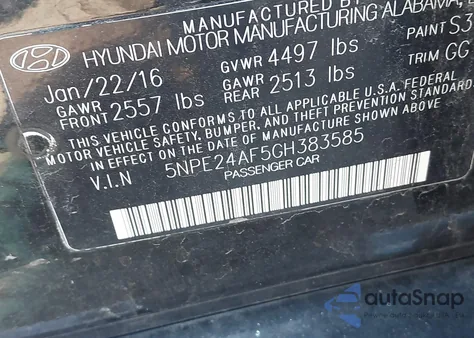 MANUFACTURED BY
HYUNDAI MOTOR MANUFACTURING ALABAMA,
Jan/22/16 GVWR 4497 lbs PAINT S3
GAWR FRONT 2557 lbs GAWR REAR 2513 lbs TRIM GG
THIS VEHICLE CONFORMS TO ALL APPLICABLE U.S.A. FEDERAL
MOTOR VEHICLE SAFETY, BUMPER, AND THEFT PREVENTION STANDARDS
IN EFFECT ON THE DATE OF MANUFACTURE SHOWN ABOVE.
V.I.N 5NPE24AF5GH383585
PASSENGER CAR
autoSnap